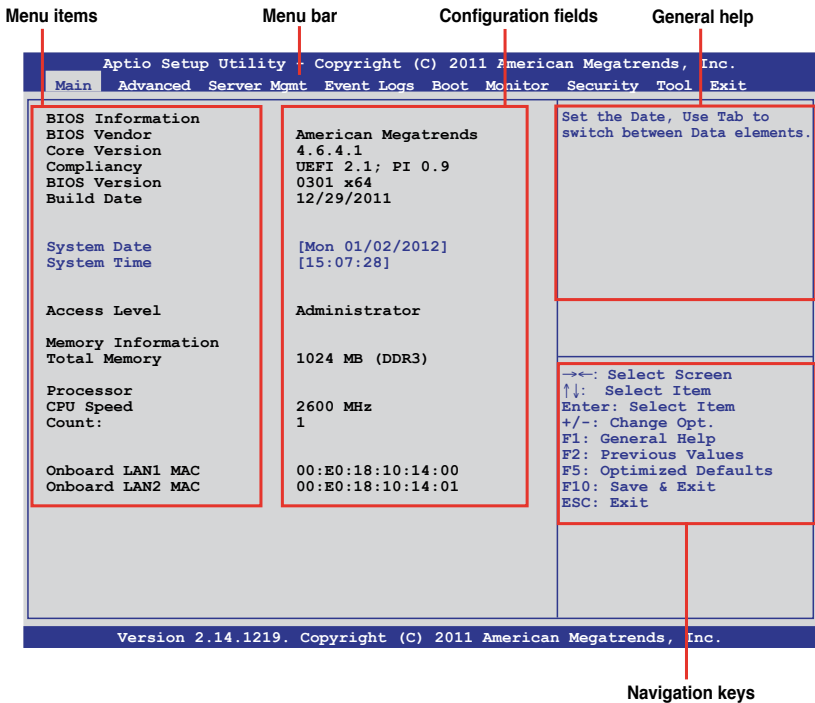 Menu items Menu bar Configuration fields General help
Aptio Setup Utility - Copyright (C) 2011 American Megatrends, Inc.
Main Advanced Server Mgmt Event Logs Boot Monitor Security Tool Exit
BIOS Information
BIOS Vendor American Megatrends
Core Version 4.6.4.1
Compliancy UEFI 2.1; PI 0.9
BIOS Version 0301 x64
Build Date 12/29/2011
System Date [Mon 01/02/2012]
System Time [15:07:28]
Access Level Administrator
Memory Information
Total Memory 1024 MB (DDR3)
Processor
CPU Speed 2600 MHz
Count: 1
Onboard LAN1 MAC 00:E0:18:10:14:00
Onboard LAN2 MAC 00:E0:18:10:14:01
Set the Date, Use Tab to
switch between Data elements.
→←: Select Screen
↑↓: Select Item
Enter: Select Item
+/-: Change Opt.
F1: General Help
F2: Previous Values
F5: Optimized Defaults
F10: Save & Exit
ESC: Exit
Version 2.14.1219. Copyright (C) 2011 American Megatrends, Inc.
Navigation keys